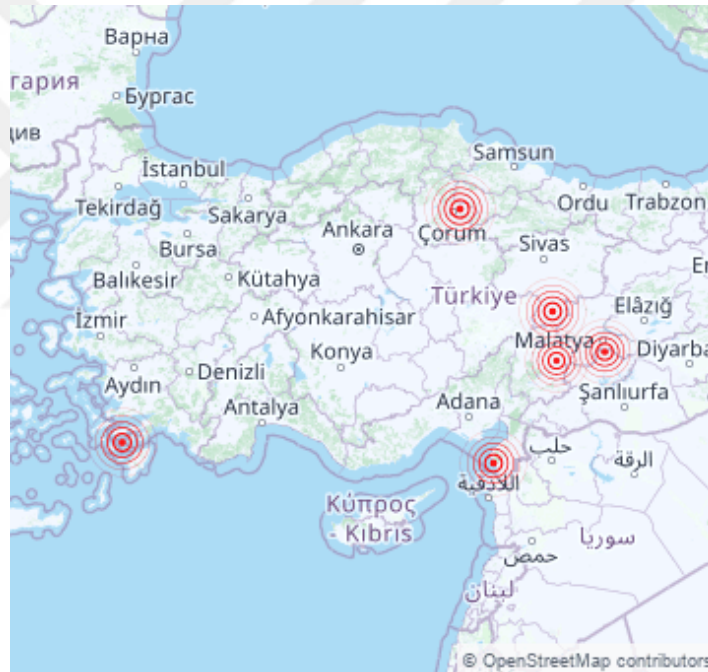 Варна
гария
Бургас
див
İstanbul
Samsun
Tekirdağ
Sakarya
Ordu
Trabzon
Ankara
Çorum
Bursa
Sivas
Balıkesir
Kütahya
Türkiye
Elâzığ
İzmir
Afyonkarahisar
Malatya
Konya
Diyarba
Aydın
Denizli
Şanlıurfa
Antalya
Adana
حلب
الرقة
اللاذقية
Κύπρος
- Kıbrıs
سوريا
حمص
لبنان
© OpenStreetMap contributors